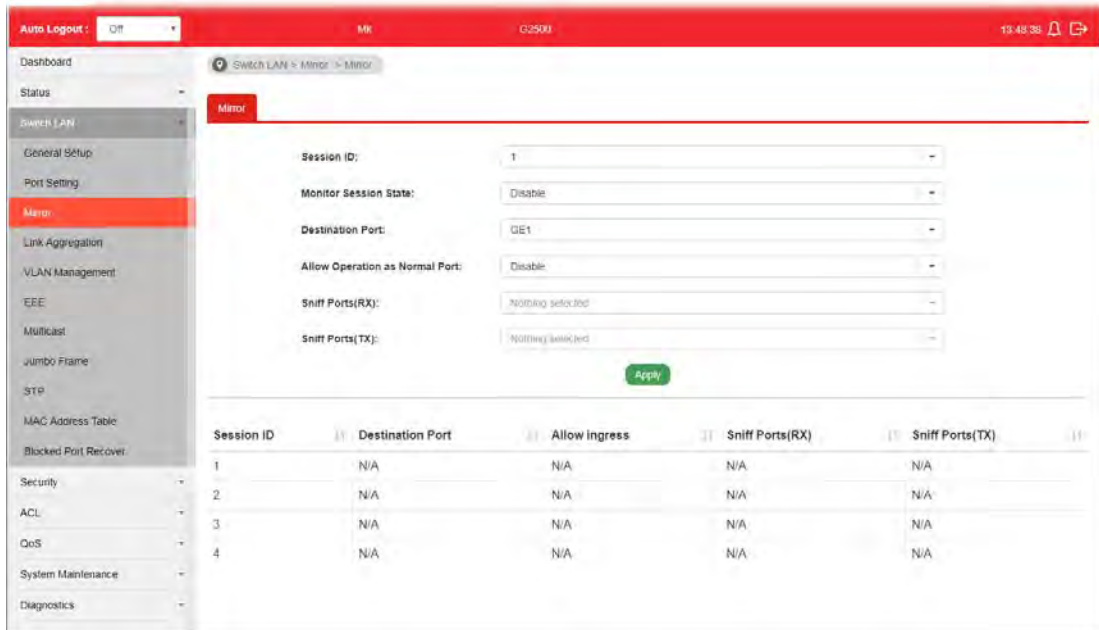 Auto Logout : Off Mk G2500 13:48:38
Dashboard
Switch LAN > Mirror > Mirror
Status
Mirror
Switch LAN
General Setup
Port Setting
Mirror
Link Aggregation
VLAN Management
EEE
Multicast
Jumbo Frame
STP
MAC Address Table
Blocked Port Recover
Security
ACL
QoS
System Maintenance
Diagnostics
Session ID: 1
Monitor Session State: Disable
Destination Port: GE1
Allow Operation as Normal Port: Disable
Sniff Ports(RX): Nothing selected
Sniff Ports(TX): Nothing selected
Apply
Session ID Destination Port Allow Ingress Sniff Ports(RX) Sniff Ports(TX)
1 N/A N/A N/A N/A
2 N/A N/A N/A N/A
3 N/A N/A N/A N/A
4 N/A N/A N/A N/A